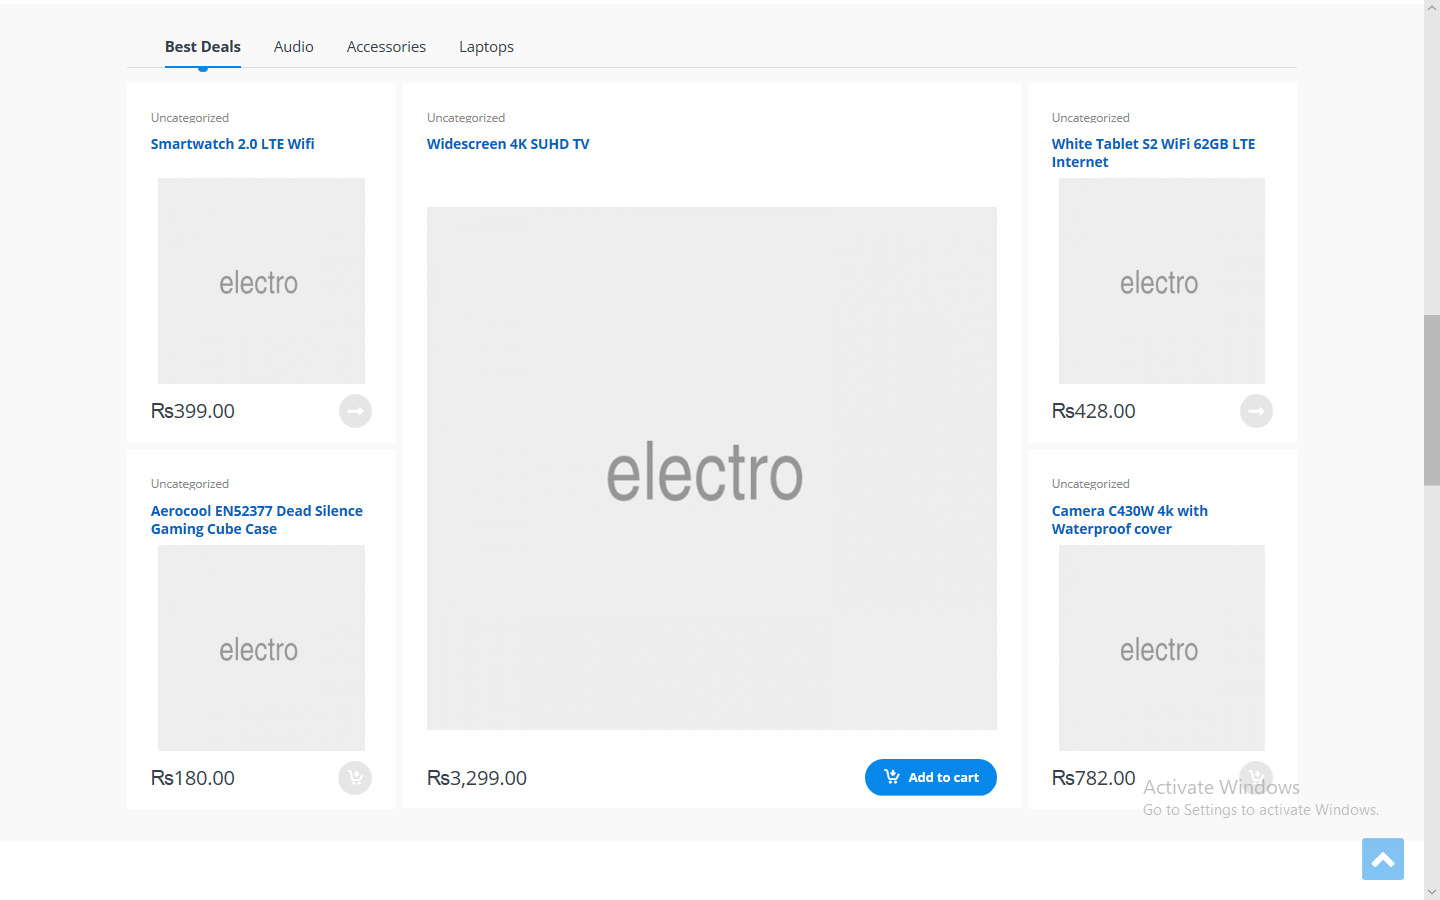 Best Deals
Audio
Accessories
Laptops
Uncategorized
Smartwatch 2.0 LTE Wifi
electro
₨399.00
Uncategorized
Aerocool EN52377 Dead Silence
Gaming Cube Case
electro
₨180.00
Uncategorized
Widescreen 4K SUHD TV
electro
₨3,299.00
Add to cart
Uncategorized
White Tablet S2 WiFi 62GB LTE
Internet
electro
₨428.00
Uncategorized
Camera C430W 4k with
Waterproof cover
electro
₨782.00
Activate Windows
Go to Settings to activate Windows.